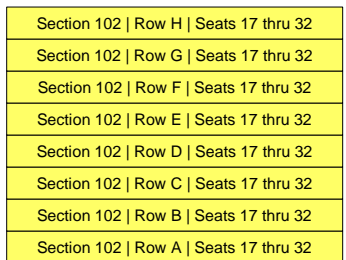 Section 102 | Row H | Seats 17 thru 32
Section 102 | Row G | Seats 17 thru 32
Section 102 | Row F | Seats 17 thru 32
Section 102 | Row E | Seats 17 thru 32
Section 102 | Row D | Seats 17 thru 32
Section 102 | Row C | Seats 17 thru 32
Section 102 | Row B | Seats 17 thru 32
Section 102 | Row A | Seats 17 thru 32